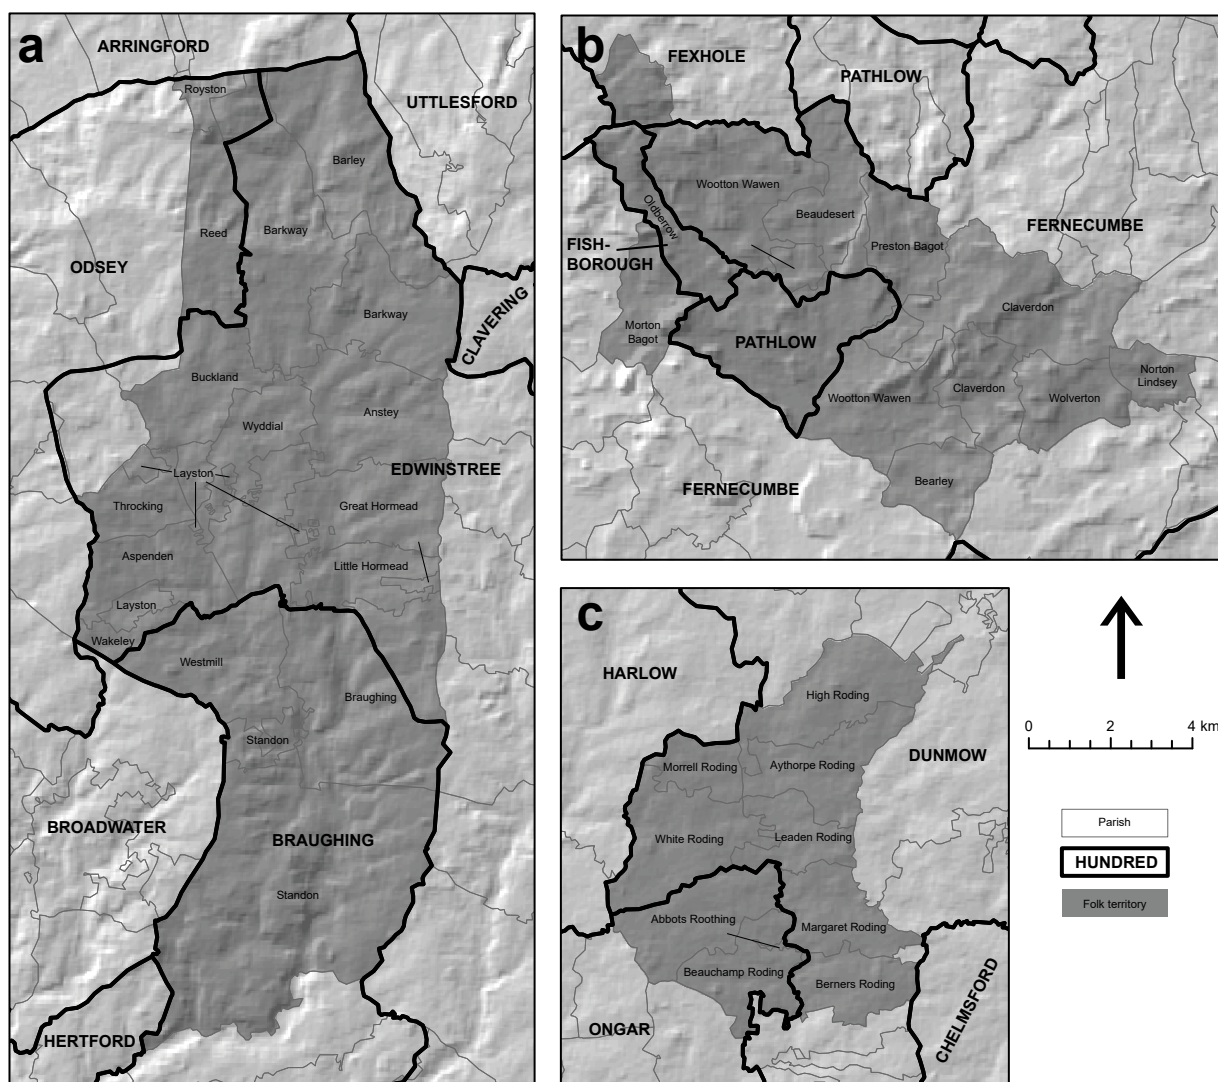 a
ARRINGFORD
Royston
UTTLESFORD
Barley
Reed
Barkway
ODSEY
CLAVERING
Barkway
Buckland
Anstey
Wyddial
Layston
EDWINSTREE
Throcking
Great Hormead
Aspenden
Little Hormead
Layston
Wakeley
Westmill
Braughing
Standon
BROADWATER
BRAUGHING
Standon
HERTFORD
b
FEXHOLE
PATHLOW
Wootton Wawen
Oldberrow
Beaudesert
FERNECUMBE
FISH-
BOROUGH
Preston Bagot
Claverdon
Morton
Bagot
PATHLOW
Norton
Lindsey
Wootton Wawen
Claverdon
Wolverton
Bearley
FERNECUMBE
c
HARLOW
High Roding
DUNMOW
Morrell Roding
Aythorpe Roding
White Roding
Leaden Roding
Abbots Roothing
Margaret Roding
Beauchamp Roding
Berners Roding
ONGAR
CHELMSFORD
0 2 4 km
Parish
HUNDRED
Folk territory